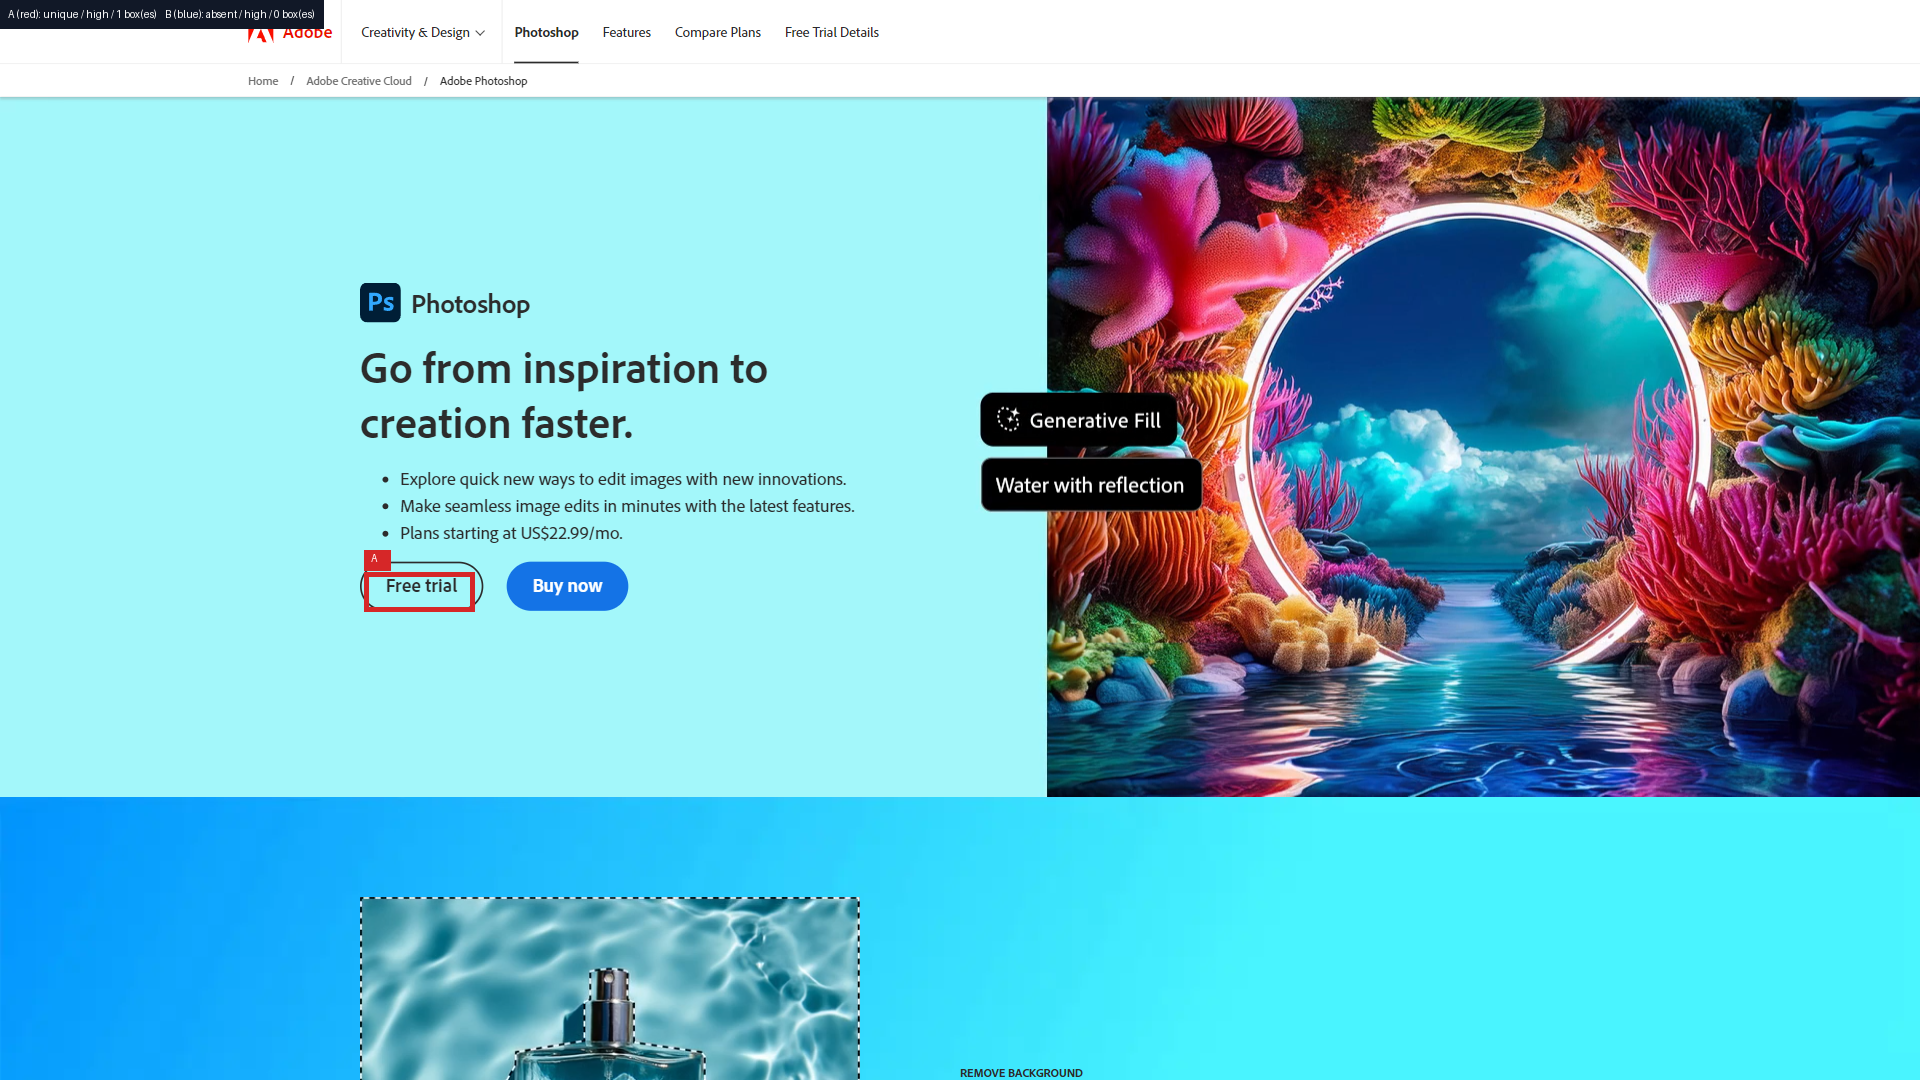 A (red): unique / high / 1 box(es) B (blue): absent / high / 0 box(es)
Adobe
Creativity & Design
Photoshop
Features
Compare Plans
Free Trial Details
Home / Adobe Creative Cloud / Adobe Photoshop
Ps Photoshop
Go from inspiration to
creation faster.
• Explore quick new ways to edit images with new innovations.
• Make seamless image edits in minutes with the latest features.
• Plans starting at US$22.99/mo.
A
Free trial
Buy now
Generative Fill
Water with reflection
REMOVE BACKGROUND